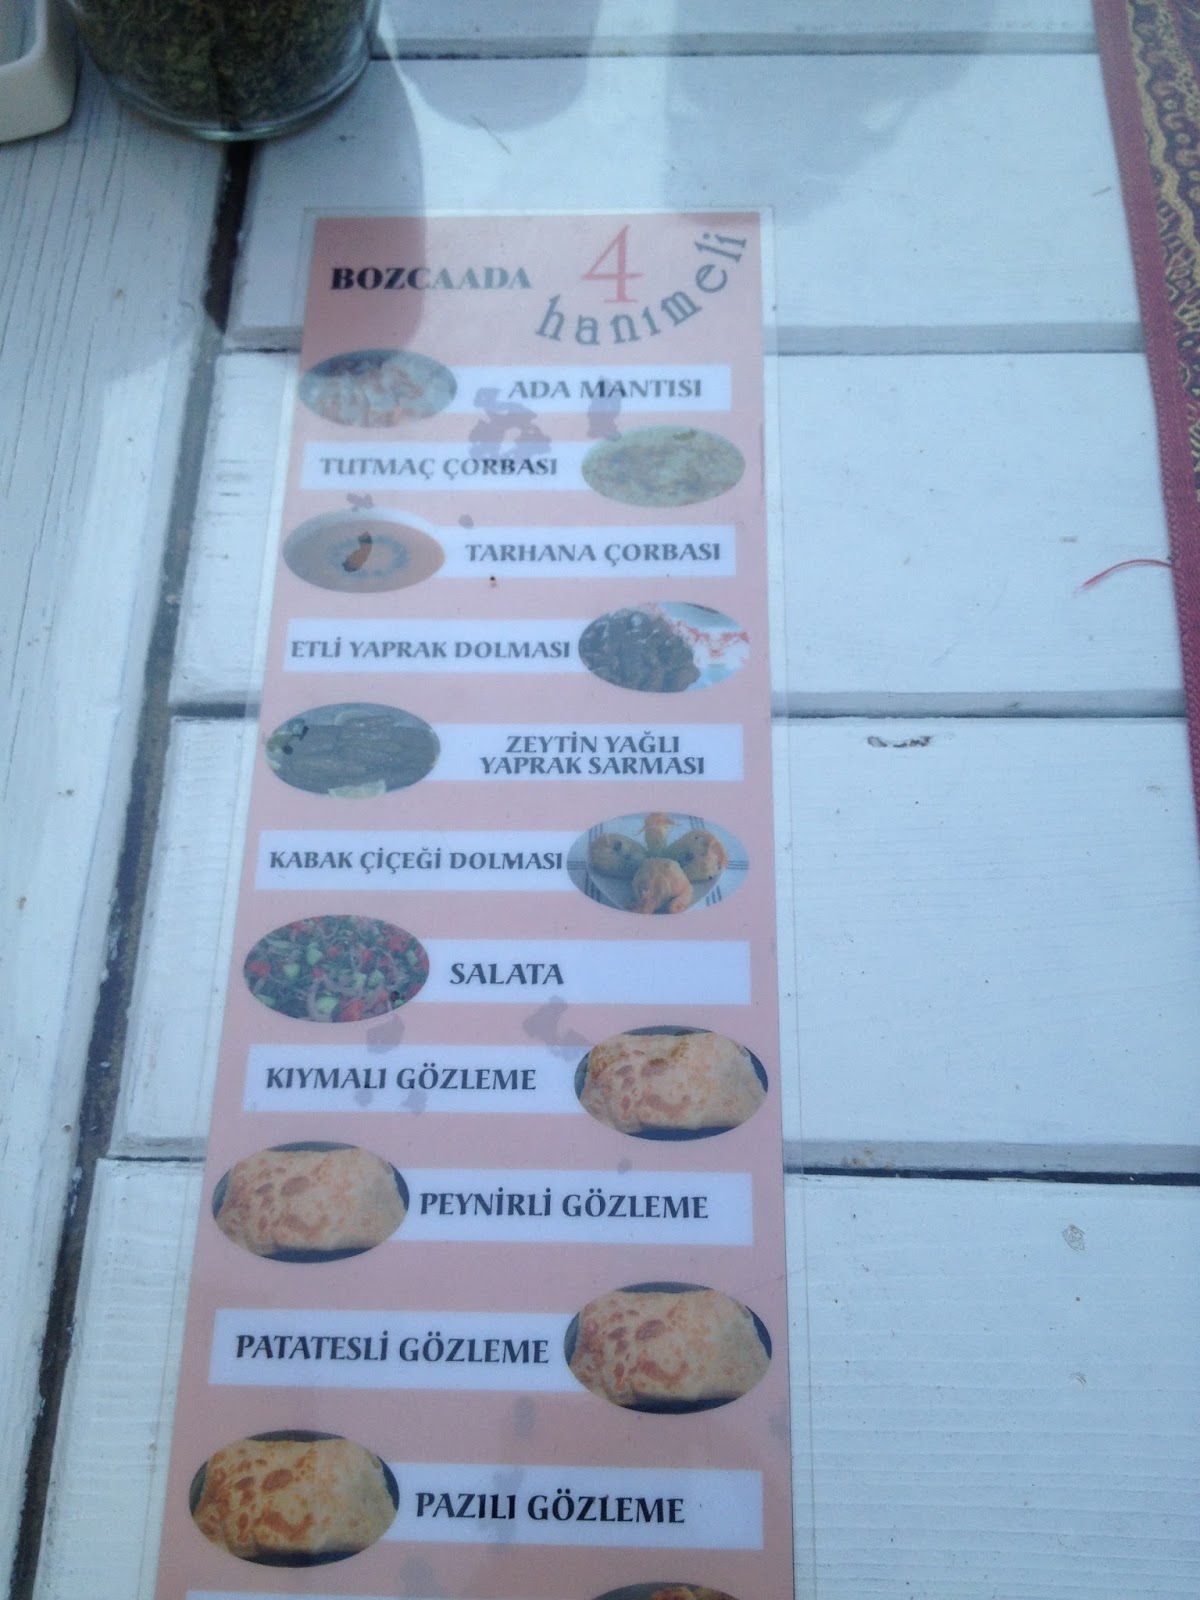 BOZCAADA
4
hanımeli
ADA MANTISI
TUTMAÇ ÇORBASI
TARHANA ÇORBASI
ETLİ YAPRAK DOLMASI
ZEYTİN YAĞLI
YAPRAK SARMASI
KABAK ÇİÇEĞİ DOLMASI
SALATA
KIYMALI GÖZLEME
PEYNİRLİ GÖZLEME
PATATESLİ GÖZLEME
PAZILI GÖZLEME